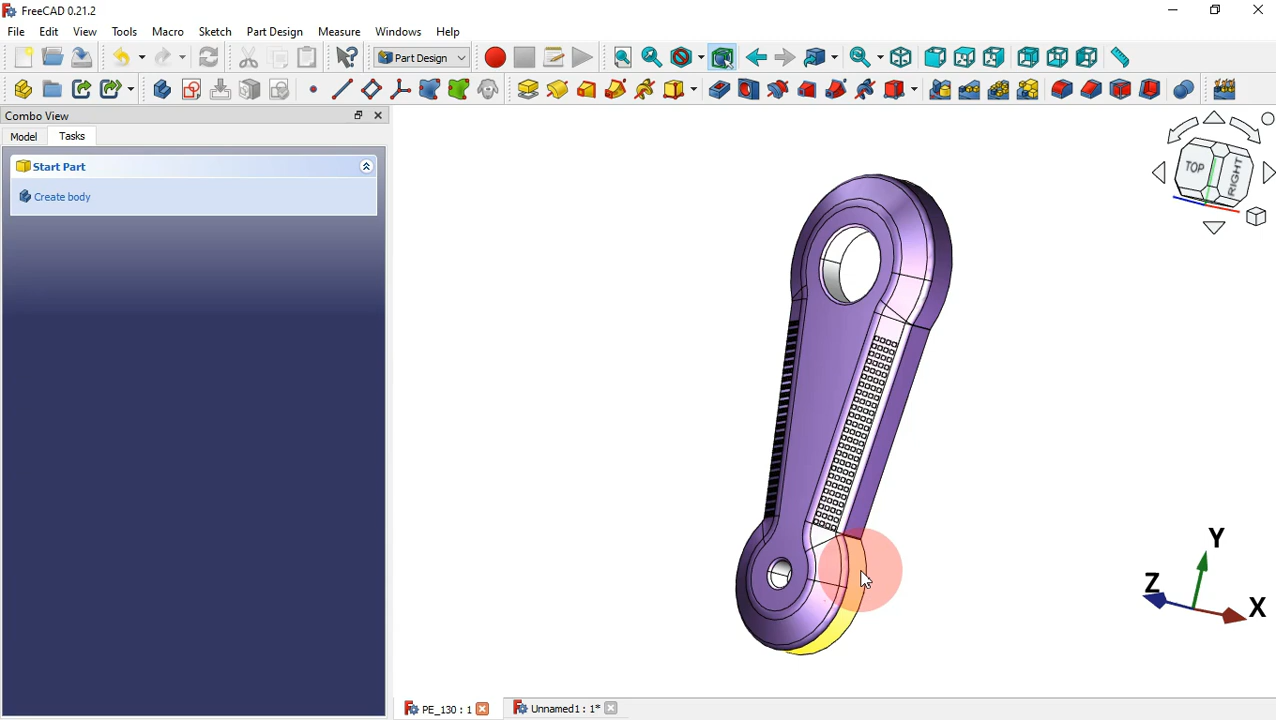 FreeCAD 0.21.2
File Edit View Tools Macro Sketch Part Design Measure Windows Help
Part Design
Combo View
Model Tasks
Start Part
Create body
TOP RIGHT
Y
Z
X
PE_130 : 1 Unnamed1 : 1*